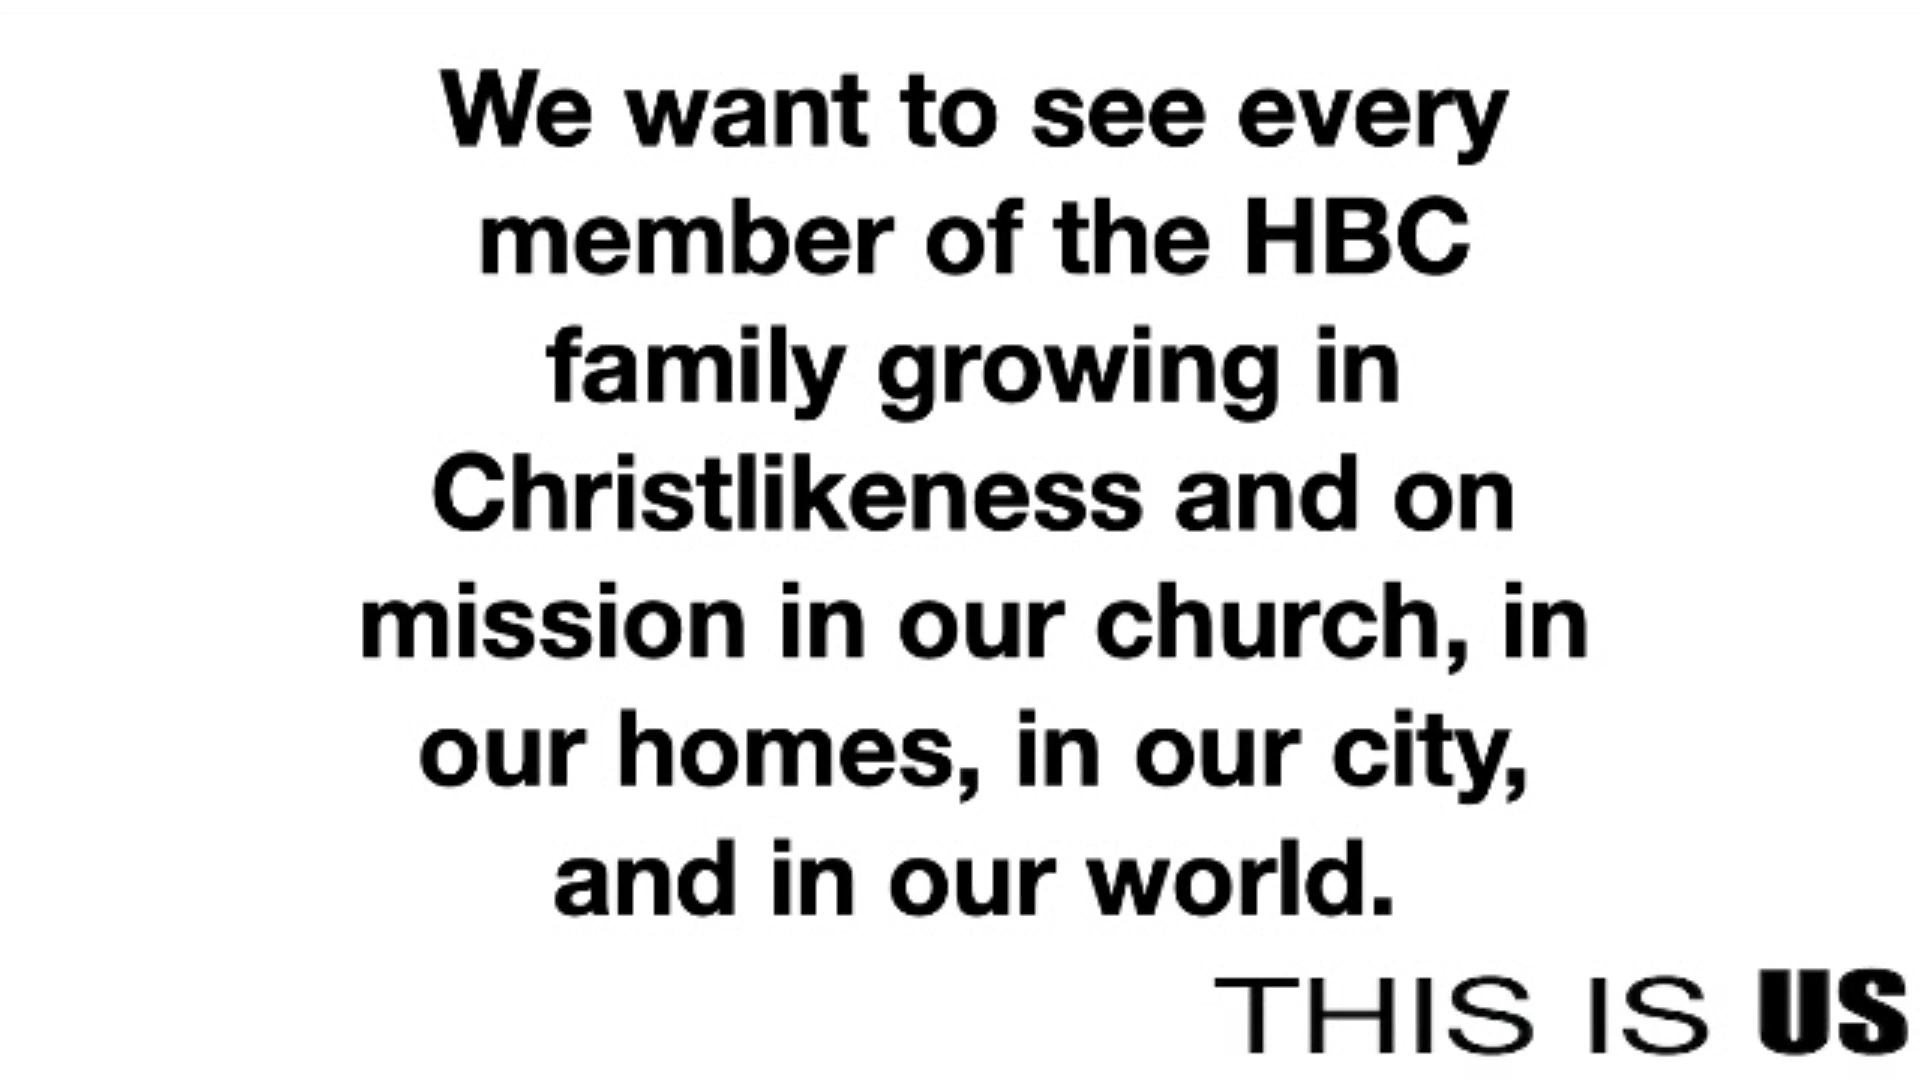 We want to see every
member of the HBC
family growing in
Christlikeness and on
mission in our church, in
our homes, in our city,
and in our world.
THIS IS US